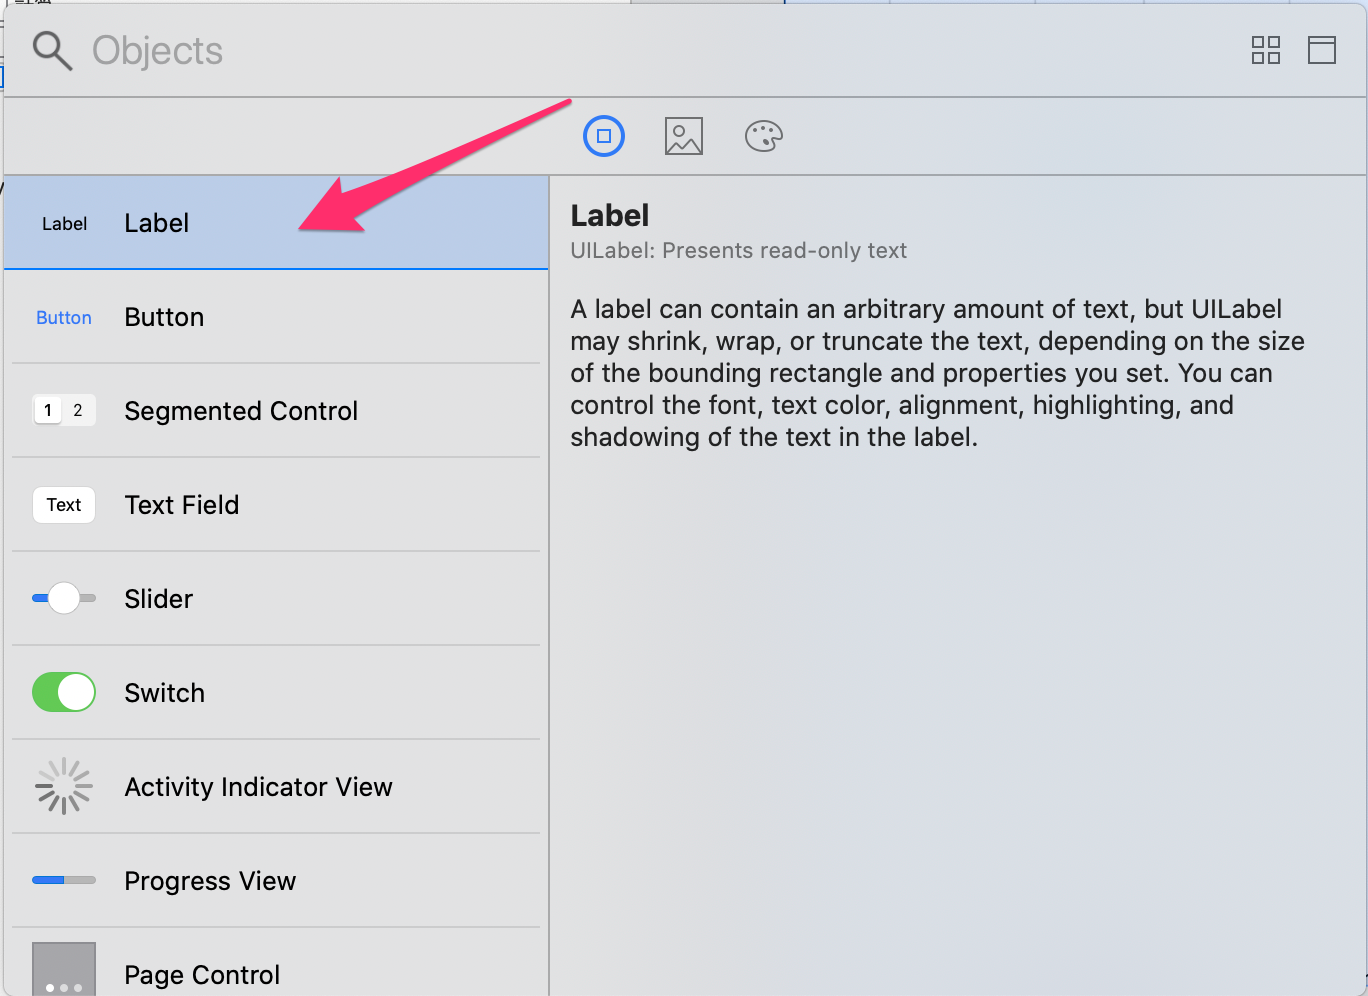 Objects
Label Label
Button Button
1 2 Segmented Control
Text Text Field
Slider
Switch
Activity Indicator View
Progress View
Page Control
Label
UILabel: Presents read-only text
A label can contain an arbitrary amount of text, but UILabel
may shrink, wrap, or truncate the text, depending on the size
of the bounding rectangle and properties you set. You can
control the font, text color, alignment, highlighting, and
shadowing of the text in the label.